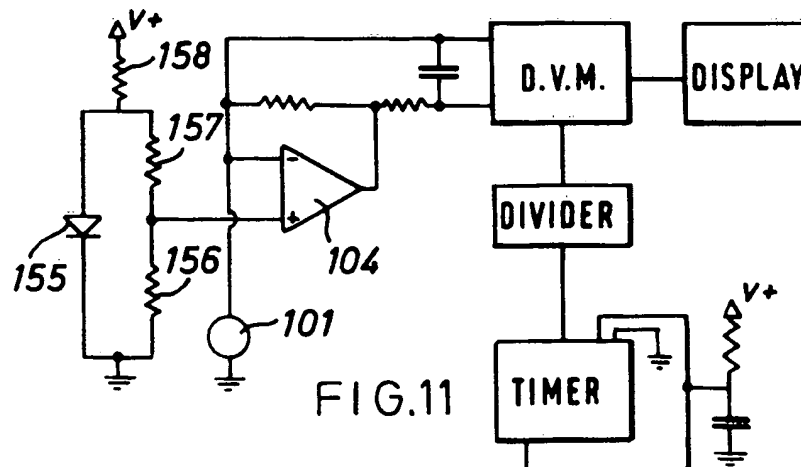 V+
158
157
155
156
-
+
104
101
D.V.M.
DISPLAY
DIVIDER
TIMER
V+
FIG.11